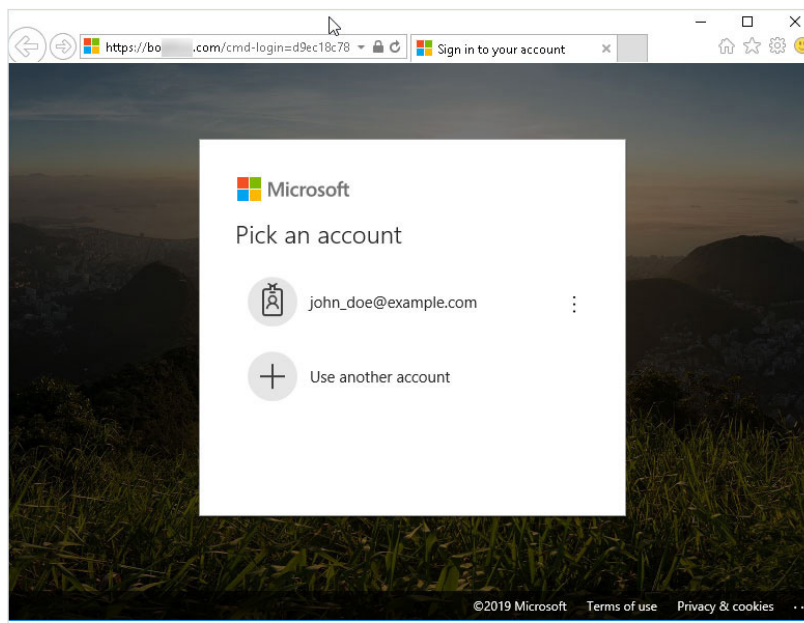 https://bo .com/cmd-login=d9ec18c78
Sign in to your account
Microsoft
Pick an account
john_doe@example.com
Use another account
©2019 Microsoft Terms of use Privacy & cookies